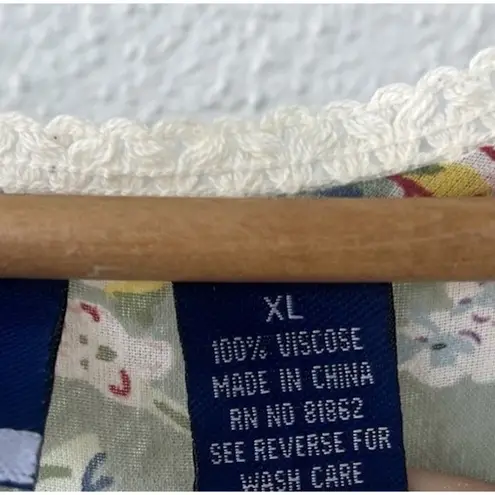 XL
100% VISCOSE
MADE IN CHINA
RN NO 81862
SEE REVERSE FOR
WASH CARE